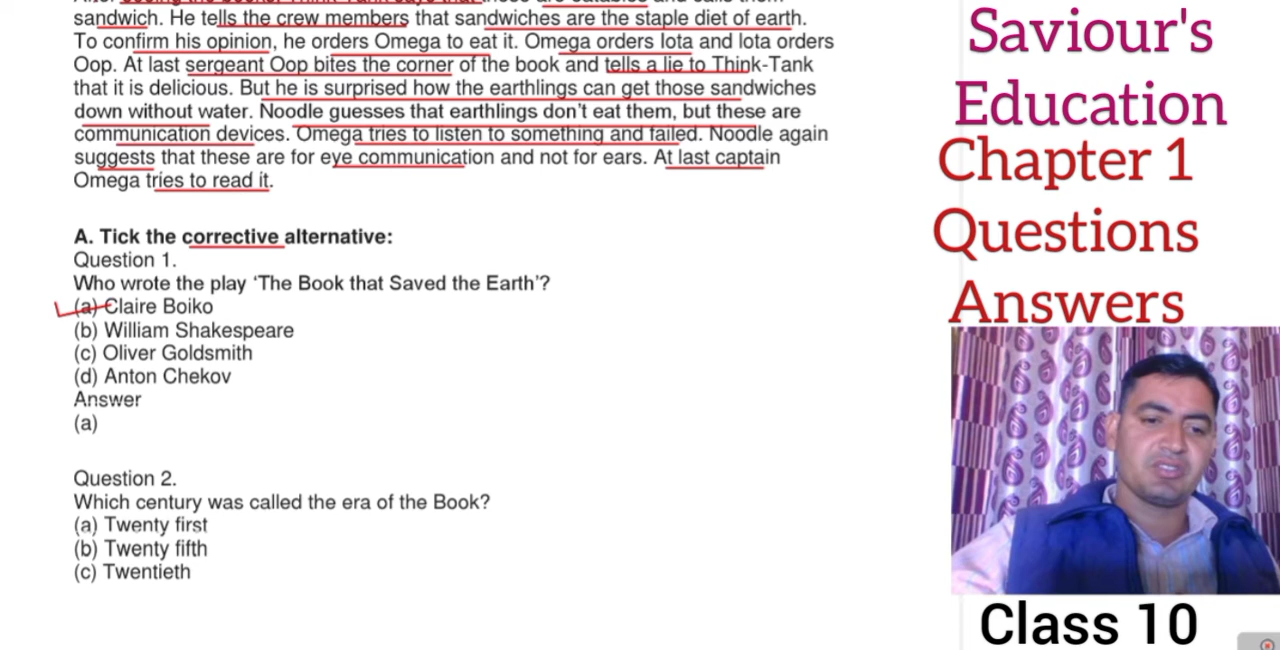 these are eatables and calls them
sandwich. He tells the crew members that sandwiches are the staple diet of earth.
To confirm his opinion, he orders Omega to eat it. Omega orders Iota and Iota orders
Oop. At last sergeant Oop bites the corner of the book and tells a lie to Think-Tank
that it is delicious. But he is surprised how the earthlings can get those sandwiches
down without water. Noodle guesses that earthlings don't eat them, but these are
communication devices. Omega tries to listen to something and failed. Noodle again
suggests that these are for eye communication and not for ears. At last captain
Omega tries to read it.
A. Tick the corrective alternative:
Question 1.
Who wrote the play ‘The Book that Saved the Earth’?
(a) Claire Boiko
(b) William Shakespeare
(c) Oliver Goldsmith
(d) Anton Chekov
Answer
(a)
Question 2.
Which century was called the era of the Book?
(a) Twenty first
(b) Twenty fifth
(c) Twentieth
Saviour's
Education
Chapter 1
Questions
Answers
Class 10